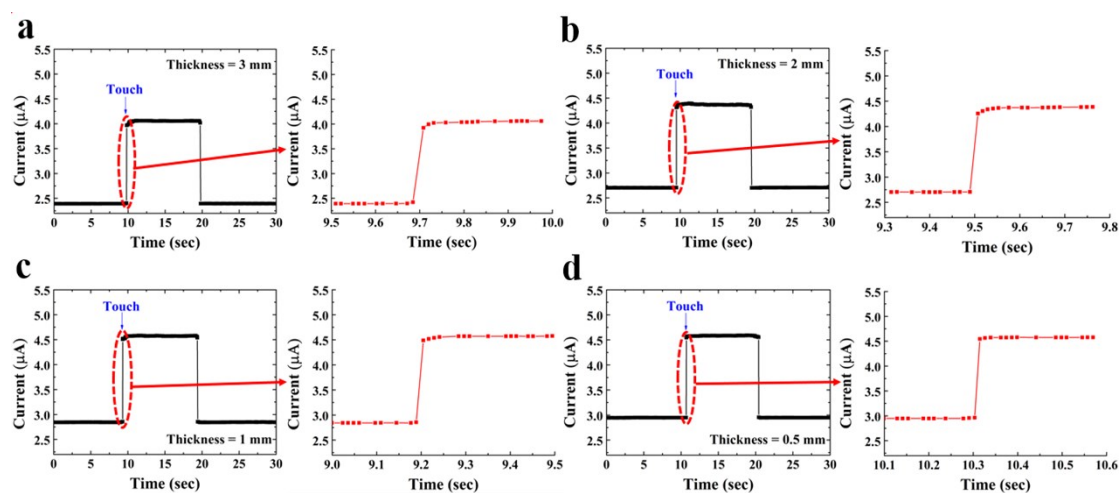 a
Current (μA)
5.5
5.0
4.5
4.0
3.5
3.0
2.5
Thickness = 3 mm
Touch
0 5 10 15 20 25 30
Time (sec)
Current (μA)
5.5
5.0
4.5
4.0
3.5
3.0
2.5
9.5 9.6 9.7 9.8 9.9 10.0
Time (sec)
b
Current (μA)
5.5
5.0
4.5
4.0
3.5
3.0
2.5
Thickness = 2 mm
Touch
0 5 10 15 20 25 30
Time (sec)
Current (μA)
5.5
5.0
4.5
4.0
3.5
3.0
2.5
9.3 9.4 9.5 9.6 9.7 9.8
Time (sec)
c
Current (μA)
5.5
5.0
4.5
4.0
3.5
3.0
2.5
Touch
Thickness = 1 mm
0 5 10 15 20 25 30
Time (sec)
Current (μA)
5.5
5.0
4.5
4.0
3.5
3.0
2.5
9.0 9.1 9.2 9.3 9.4 9.5
Time (sec)
d
Current (μA)
5.5
5.0
4.5
4.0
3.5
3.0
2.5
Touch
Thickness = 0.5 mm
0 5 10 15 20 25 30
Time (sec)
Current (μA)
5.5
5.0
4.5
4.0
3.5
3.0
2.5
10.1 10.2 10.3 10.4 10.5 10.6
Time (sec)